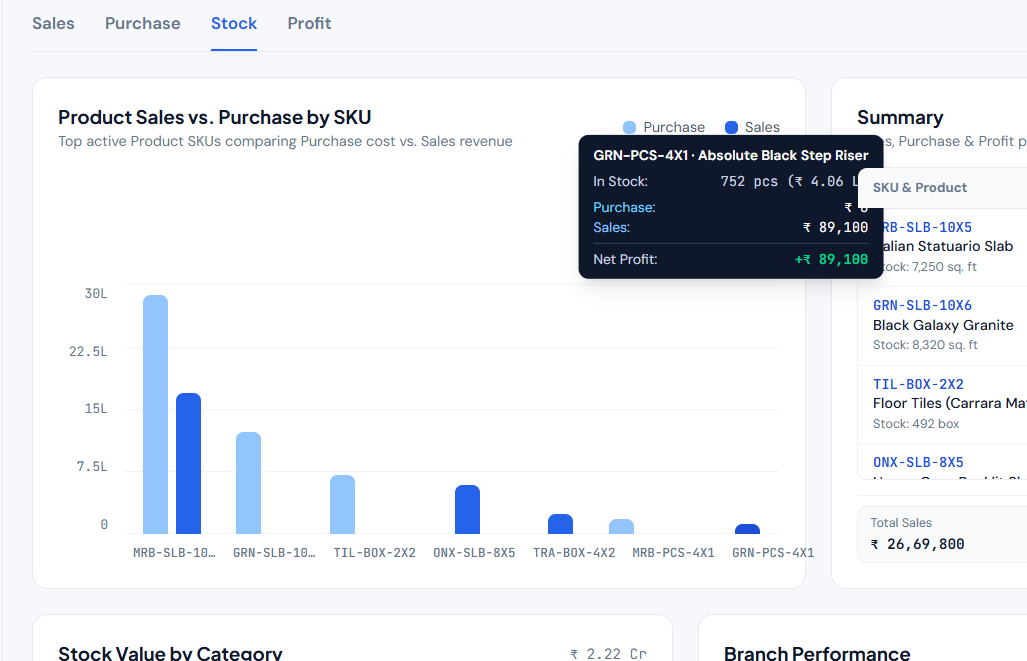 Sales Purchase Stock Profit
Product Sales vs. Purchase by SKU
Top active Product SKUs comparing Purchase cost vs. Sales revenue
Purchase Sales
GRN-PCS-4X1 · Absolute Black Step Riser
In Stock: 752 pcs (₹ 4.06
Purchase: ₹
Sales: ₹ 89,100
Net Profit: +₹ 89,100
30L
22.5L
15L
7.5L
0
MRB-SLB-10… GRN-SLB-10… TIL-BOX-2X2 ONX-SLB-8X5 TRA-BOX-4X2 MRB-PCS-4X1 GRN-PCS-4X1
Summary
Purchase & Profit
SKU & Product
RB-SLB-10X5
alian Statuario Slab
tock: 7,250 sq. ft
GRN-SLB-10X6
Black Galaxy Granite
Stock: 8,320 sq. ft
TIL-BOX-2X2
Floor Tiles (Carrara Ma
Stock: 492 box
ONX-SLB-8X5
Total Sales
₹ 26,69,800
Stock Value by Category
₹ 2.22 Cr
Branch Performance